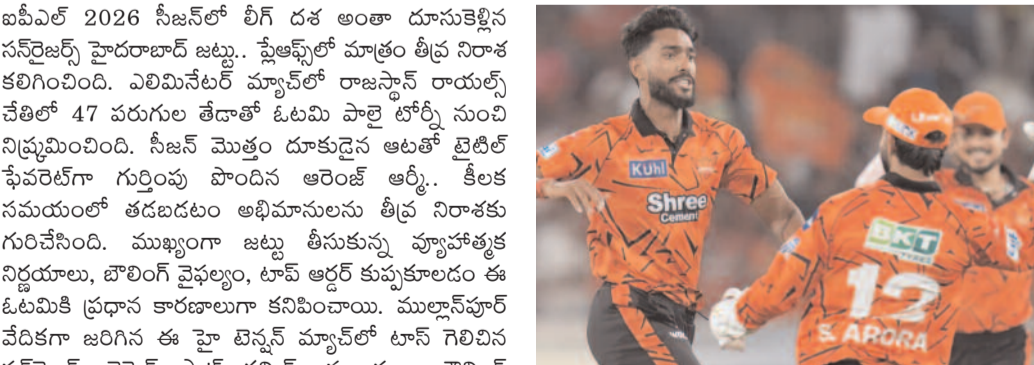 ఐపీఎల్ 2026 సీజన్‌లో లీగ్ దశ అంతా దూసుకెళ్లిన
సన్‌రైజర్స్ హైదరాబాద్ జట్టు.. ప్లేఆఫ్స్‌లో మాత్రం తీవ్ర నిరాశ
కలిగించింది. ఎలిమినేటర్ మ్యాచ్‌లో రాజస్థాన్ రాయల్స్
చేతిలో 47 పరుగుల తేడాతో ఓటమి పాలై టోర్నీ నుంచి
నిష్క్రమించింది. సీజన్ మొత్తం దూకుడైన ఆటతో టైటిల్
ఫేవరెట్‌గా గుర్తింపు పొందిన ఆరెంజ్ ఆర్మీ.. కీలక
సమయంలో తడబడటం అభిమానులను తీవ్ర నిరాశకు
గురిచేసింది. ముఖ్యంగా జట్టు తీసుకున్న వ్యూహాత్మక
నిర్ణయాలు, బౌలింగ్ వైఫల్యం, టాప్ ఆర్డర్ కుప్పకూలడం ఈ
ఓటమికి ప్రధాన కారణాలుగా కనిపించాయి. ముల్లాన్‌పూర్
వేదికగా జరిగిన ఈ హై టెన్షన్ మ్యాచ్‌లో టాస్ గెలిచిన
KUhl
Shree
Cement
BKT
TYRES
12
S. ARORA